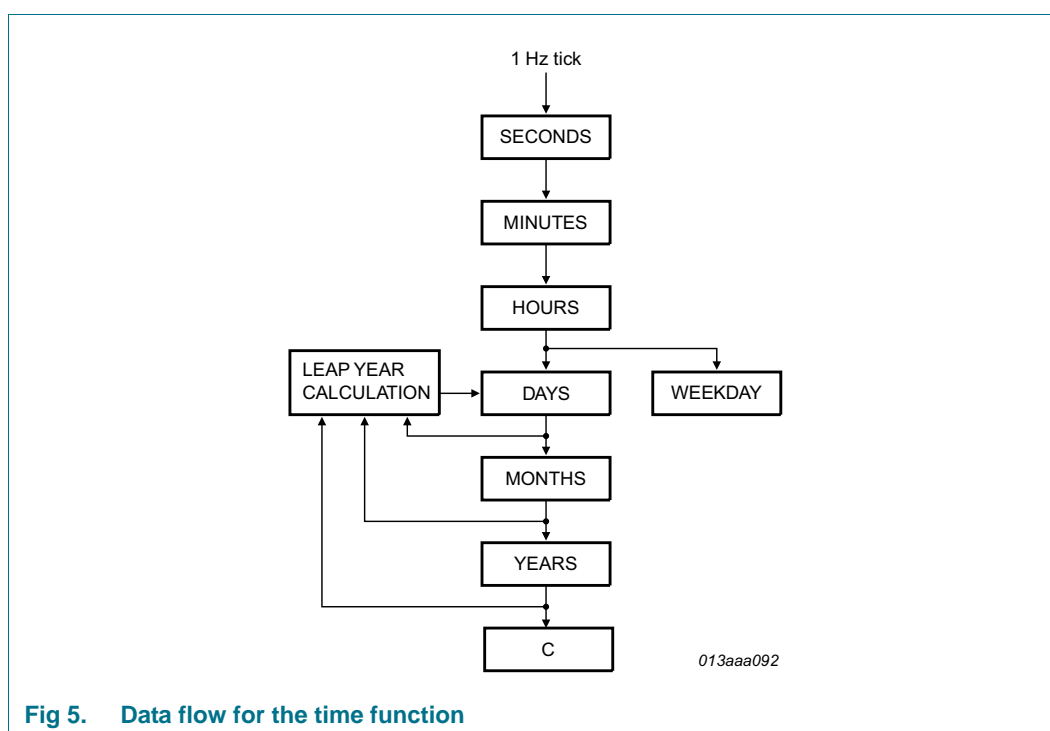 1 Hz tick
SECONDS
MINUTES
HOURS
LEAP YEAR
CALCULATION
DAYS
WEEKDAY
MONTHS
YEARS
C
013aaa092
Fig 5. Data flow for the time function